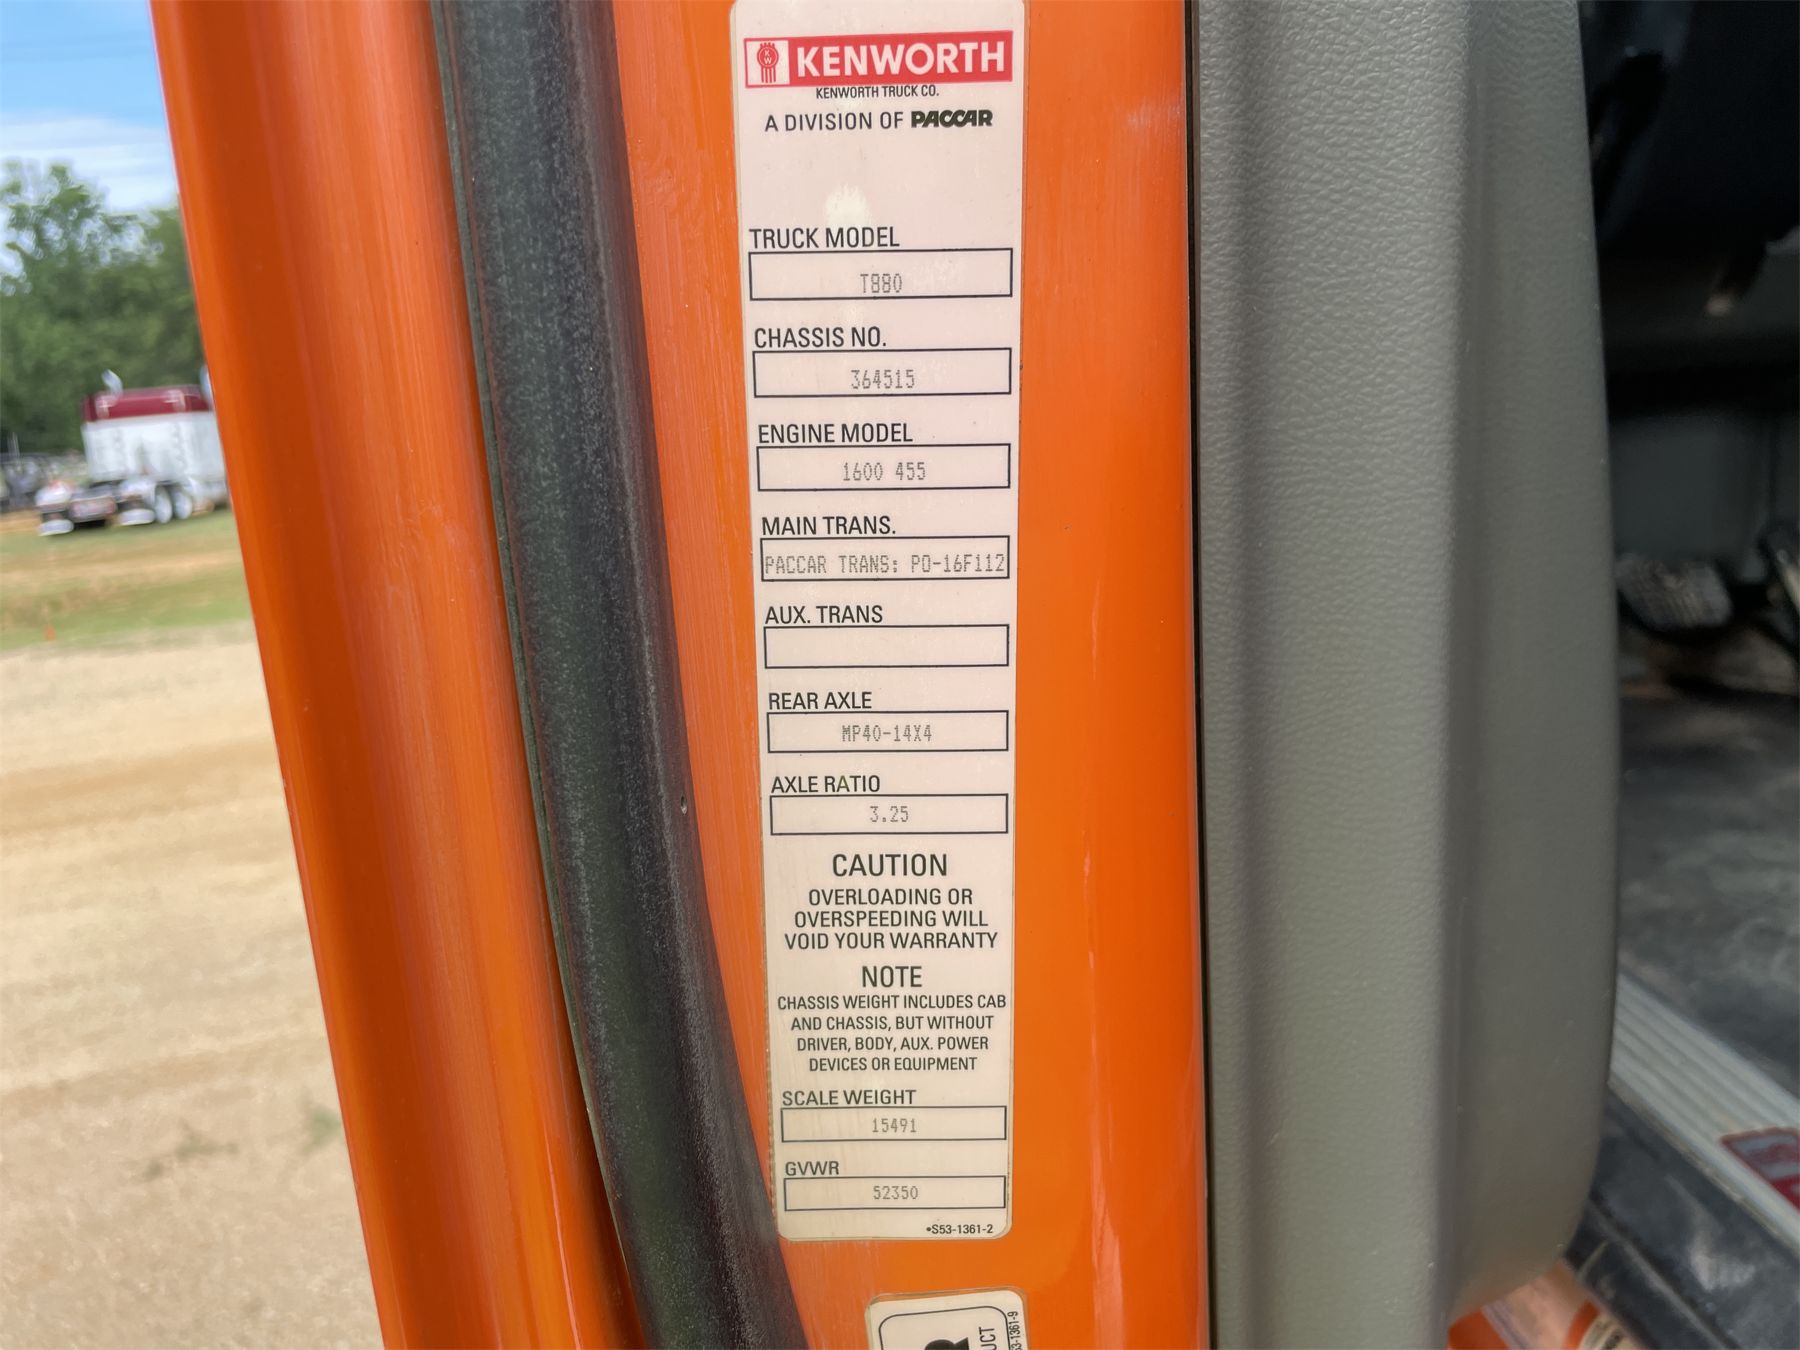 KENWORTH
KENWORTH TRUCK CO.
A DIVISION OF PACCAR
TRUCK MODEL
T880
CHASSIS NO.
364515
ENGINE MODEL
1600 455
MAIN TRANS.
PACCAR TRANS: PO-16F112
AUX. TRANS
REAR AXLE
MP40-14X4
AXLE RATIO
3.25
CAUTION
OVERLOADING OR
OVERSPEEDING WILL
VOID YOUR WARRANTY
NOTE
CHASSIS WEIGHT INCLUDES CAB
AND CHASSIS, BUT WITHOUT
DRIVER, BODY, AUX. POWER
DEVICES OR EQUIPMENT
SCALE WEIGHT
15491
GVWR
52350
•S53-1361-2